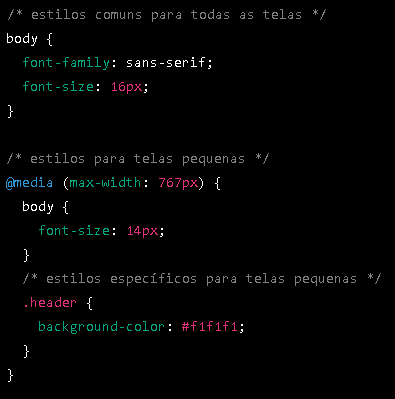 /* estilos comuns para todas as telas */
body {
  font-family: sans-serif;
  font-size: 16px;
}

/* estilos para telas pequenas */
@media (max-width: 767px) {
  body {
    font-size: 14px;
  }
  /* estilos específicos para telas pequenas */
  .header {
    background-color: #f1f1f1;
  }
}